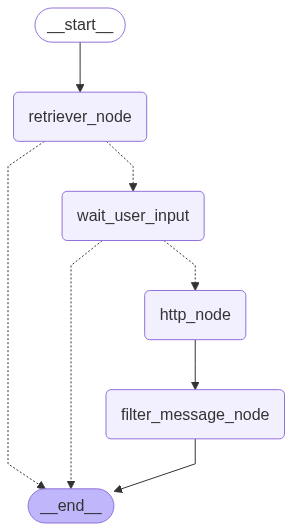 __start__
retriever_node
wait_user_input
http_node
filter_message_node
__end__